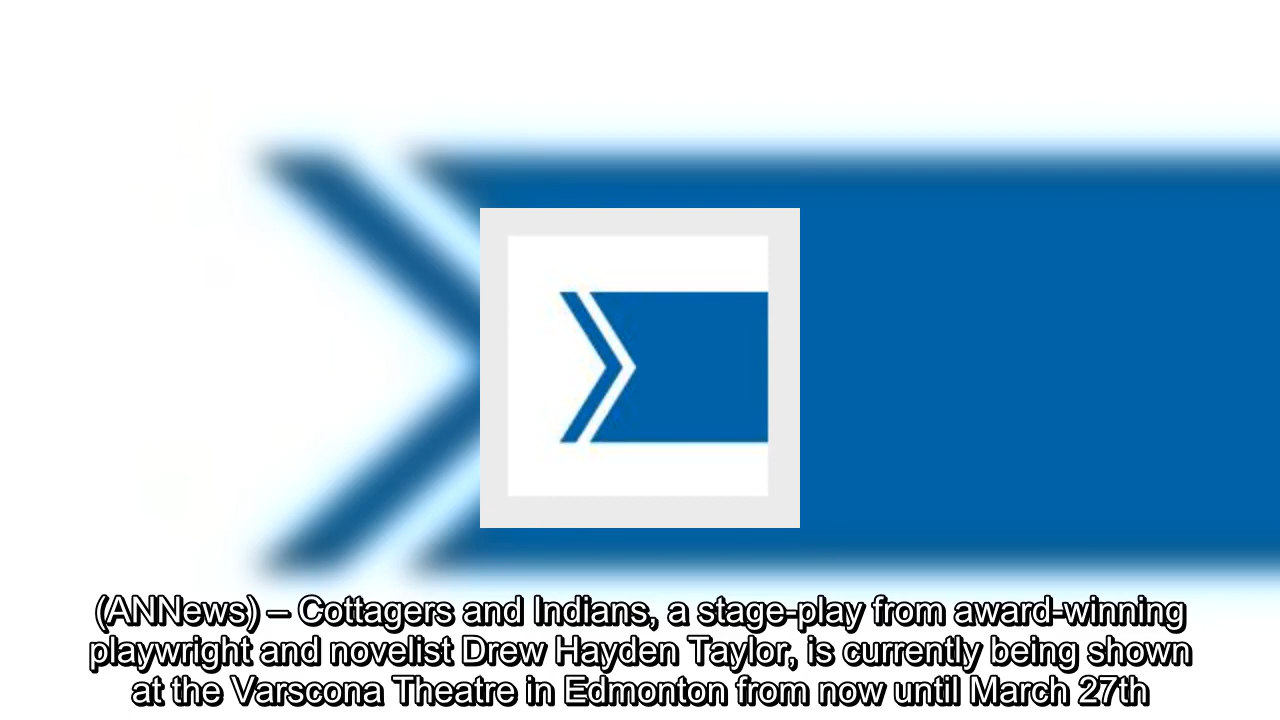 (ANNews) – Cottagers and Indians, a stage-play from award-winning
playwright and novelist Drew Hayden Taylor, is currently being shown
at the Varscona Theatre in Edmonton from now until March 27th